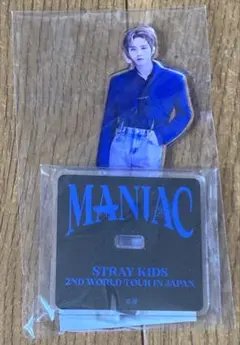 MANIAC
STRAY KIDS
2ND WORLD TOUR IN JAPAN